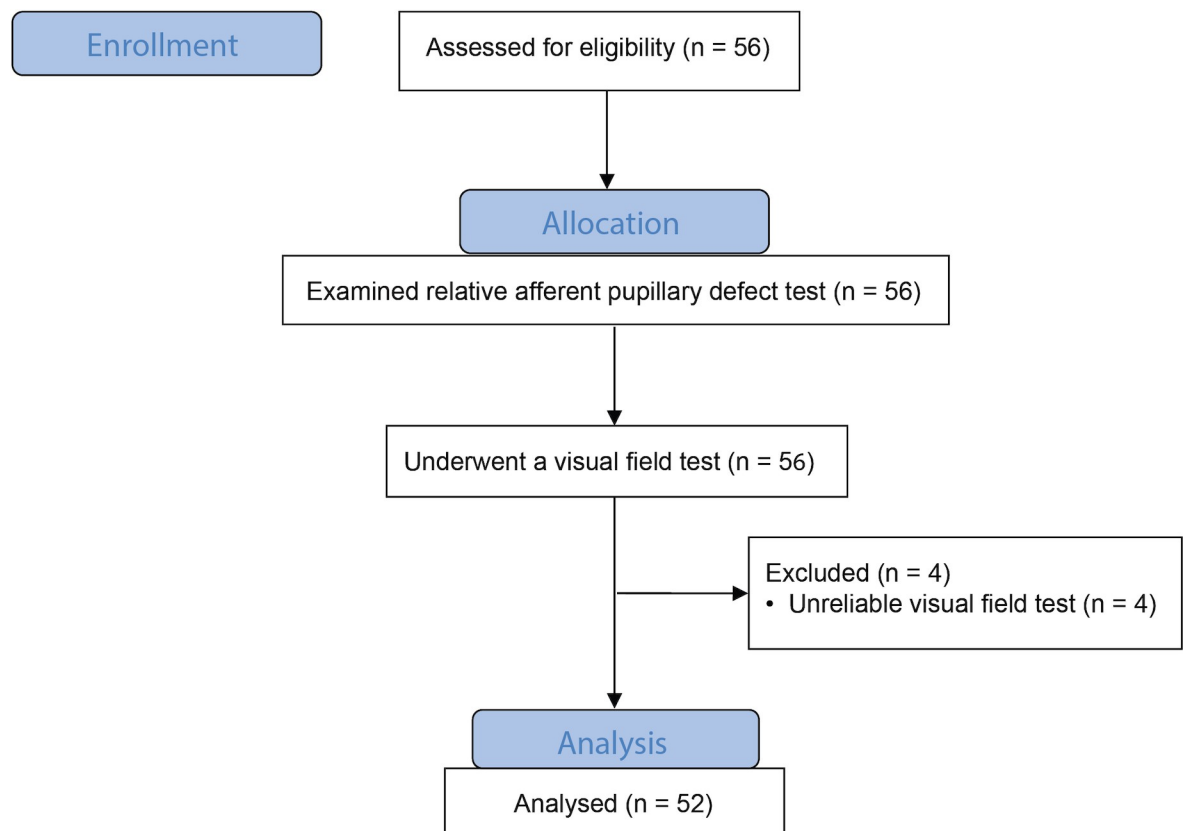 Enrollment
Assessed for eligibility (n = 56)
Allocation
Examined relative afferent pupillary defect test (n = 56)
Underwent a visual field test (n = 56)
Excluded (n = 4)
• Unreliable visual field test (n = 4)
Analysis
Analysed (n = 52)